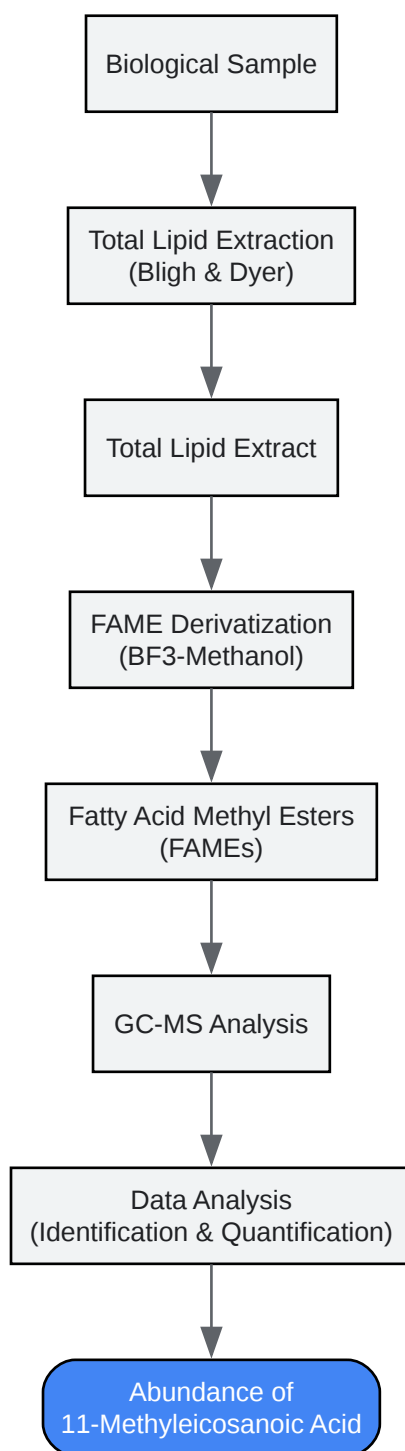 Biological Sample
Total Lipid Extraction
(Bligh & Dyer)
Total Lipid Extract
FAME Derivatization
(BF3-Methanol)
Fatty Acid Methyl Esters
(FAMEs)
GC-MS Analysis
Data Analysis
(Identification & Quantification)
Abundance of
11-Methyleicosanoic Acid